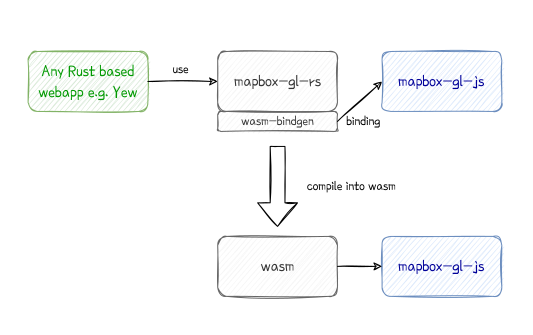 Any Rust based
webapp e.g. Yew
use
mapbox-gl-rs
wasm-bindgen
binding
mapbox-gl-js
compile into wasm
wasm
mapbox-gl-js